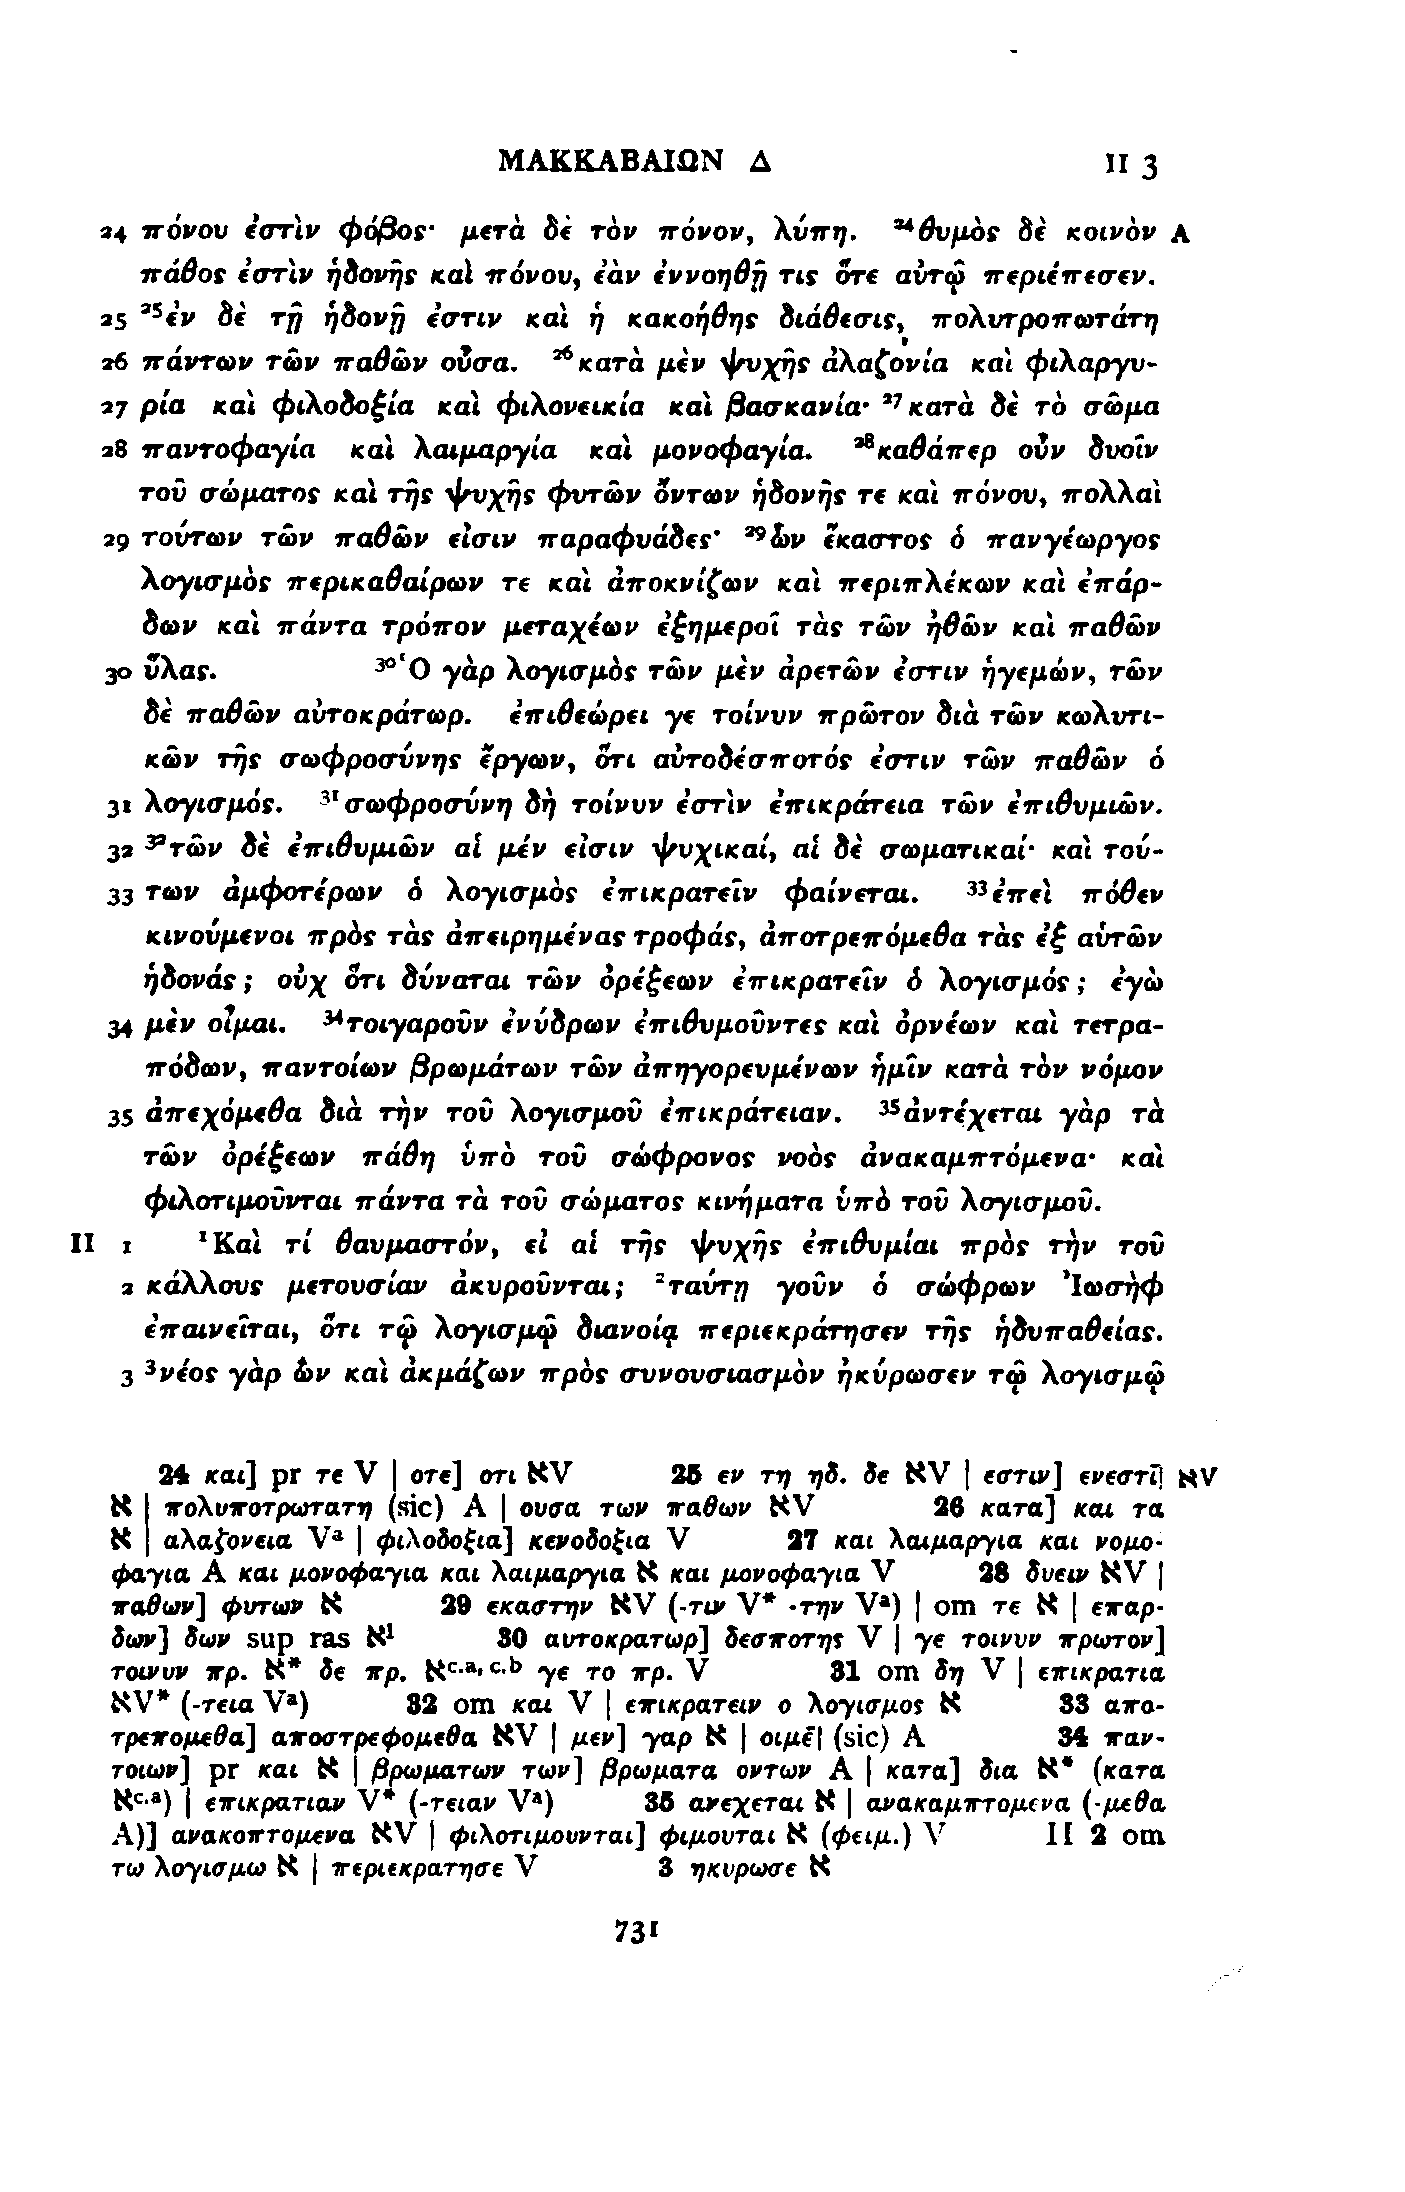 ΜΑΚΚΑΒΑΙΩΝ Δ II 3
24 πόνου ἐστὶν φόβος· μετὰ δὲ τὸν πόνον, λύπη. ²⁴θυμὸς δὲ κοινὸν A
πάθος ἐστὶν ἡδονῆς καὶ πόνου, ἐὰν ἐννοηθῇ τις ὅτε αὐτῷ περιέπεσεν.
25 ²⁵ἐν δὲ τῇ ἡδονῇ ἐστιν καὶ ἡ κακοήθης διάθεσις, πολυτροπωτάτη
26 πάντων τῶν παθῶν οὖσα. ²⁶κατὰ μὲν ψυχῆς ἀλαζονία καὶ φιλαργυ-
27 ρία καὶ φιλοδοξία καὶ φιλονεικία καὶ βασκανία· ²⁷κατὰ δὲ τὸ σῶμα
28 παντοφαγία καὶ λαιμαργία καὶ μονοφαγία. ²⁸καθάπερ οὖν δυοῖν
τοῦ σώματος καὶ τῆς ψυχῆς φυτῶν ὄντων ἡδονῆς τε καὶ πόνου, πολλαὶ
29 τούτων τῶν παθῶν εἰσιν παραφυάδες· ²⁹ὧν ἕκαστος ὁ πανγέωργος
λογισμὸς περικαθαίρων τε καὶ ἀποκνίζων καὶ περιπλέκων καὶ ἐπάρ-
δων καὶ πάντα τρόπον μεταχέων ἐξημεροῖ τὰς τῶν ἠθῶν καὶ παθῶν
30 ὕλας. ³⁰Ὁ γὰρ λογισμὸς τῶν μὲν ἀρετῶν ἐστιν ἡγεμών, τῶν
δὲ παθῶν αὐτοκράτωρ. ἐπιθεώρει γε τοίνυν πρῶτον διὰ τῶν κωλυτι-
κῶν τῆς σωφροσύνης ἔργων, ὅτι αὐτοδέσποτός ἐστιν τῶν παθῶν ὁ
31 λογισμός. ³¹σωφροσύνη δὴ τοίνυν ἐστὶν ἐπικράτεια τῶν ἐπιθυμιῶν.
32 ³²τῶν δὲ ἐπιθυμιῶν αἱ μέν εἰσιν ψυχικαί, αἱ δὲ σωματικαί· καὶ τού-
33 των ἀμφοτέρων ὁ λογισμὸς ἐπικρατεῖν φαίνεται. ³³ἐπεὶ πόθεν
κινούμενοι πρὸς τὰς ἀπειρημένας τροφάς, ἀποτρεπόμεθα τὰς ἐξ αὐτῶν
ἡδονάς; οὐχ ὅτι δύναται τῶν ὀρέξεων ἐπικρατεῖν ὁ λογισμός; ἐγὼ
34 μὲν οἶμαι. ³⁴τοιγαροῦν ἐνύδρων ἐπιθυμοῦντες καὶ ὀρνέων καὶ τετρα-
πόδων, παντοίων βρωμάτων τῶν ἀπηγορευμένων ἡμῖν κατὰ τὸν νόμον
35 ἀπεχόμεθα διὰ τὴν τοῦ λογισμοῦ ἐπικράτειαν. ³⁵ἀντέχεται γὰρ τὰ
τῶν ὀρέξεων πάθη ὑπὸ τοῦ σώφρονος νοὸς ἀνακαμπτόμενα· καὶ
φιλοτιμοῦνται πάντα τὰ τοῦ σώματος κινήματα ὑπὸ τοῦ λογισμοῦ.
II 1 ¹Καὶ τί θαυμαστόν, εἰ αἱ τῆς ψυχῆς ἐπιθυμίαι πρὸς τὴν τοῦ
2 κάλλους μετουσίαν ἀκυροῦνται; ²ταύτῃ γοῦν ὁ σώφρων Ἰωσὴφ
ἐπαινεῖται, ὅτι τῷ λογισμῷ διανοίᾳ περιεκράτησεν τῆς ἡδυπαθείας.
3 ³νέος γὰρ ὢν καὶ ἀκμάζων πρὸς συνουσιασμὸν ἠκύρωσεν τῷ λογισμῷ
24 και] pr τε V | οτε] οτι אV 25 εν τη ηδ. δε אV | εστιν] ενεστῑ| אV
א | πολυποτρωτατη (sic) A | ουσα των παθων אV 26 κατα] και τα
א | αλαζονεια Vᵃ | φιλοδοξια] κενοδοξια V 27 και λαιμαργια και νομο-
φαγια A και μονοφαγια και λαιμαργια א και μονοφαγια V 28 δυειν אV |
παθων] φυτων א 29 εκαστην אV (-τιν V* -την Vᵃ) | om τε א | επαρ-
δων] δων sup ras א¹ 30 αυτοκρατωρ] δεσποτης V | γε τοινυν πρωτον]
τοινυν πρ. א* δε πρ. אᶜ·ᵃ, ᶜ·ᵇ γε το πρ. V 31 om δη V | επικρατια
אV* (-τεια Vᵃ) 32 om και V | επικρατειν ο λογισμος א 33 απο-
τρεπομεθα] αποστρεφομεθα אV | μεν] γαρ א | οιμε̄| (sic) A 34 παν-
τοιων] pr και א | βρωματων των] βρωματα οντων A | κατα] δια א* (κατα
אᶜ·ᵃ) | επικρατιαν V* (-τειαν Vᵃ) 35 ανεχεται א | ανακαμπτομενα (-μεθα
A)] ανακοπτομενα אV | φιλοτιμουνται] φιμουται א (φειμ.) V II 2 om
τω λογισμω א | περιεκρατησε V 3 ηκυρωσε א
731